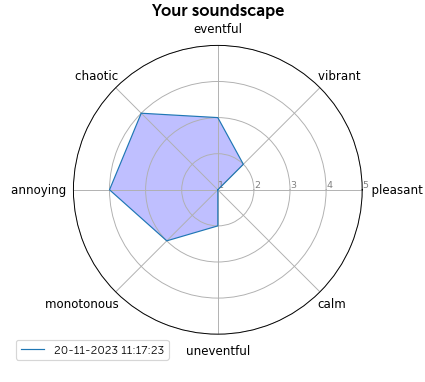 Your soundscape
eventful
chaotic
vibrant
annoying
1 2 3 4 5
pleasant
monotonous
calm
uneventful
20-11-2023 11:17:23